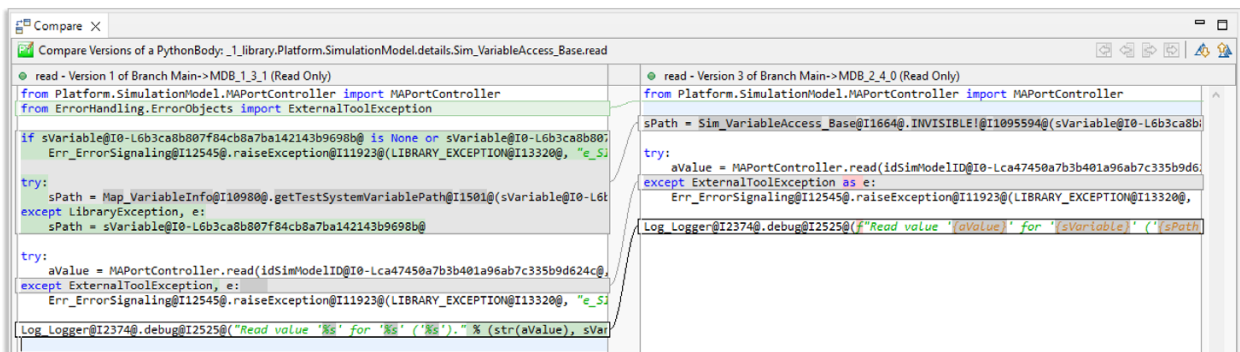 Compare
Compare Versions of a PythonBody: _1_library.Platform.SimulationModel.details.Sim_VariableAccess_Base.read
read - Version 1 of Branch Main->MDB_1_3_1 (Read Only)
from Platform.SimulationModel.MAPortController import MAPortController
from ErrorHandling.ErrorObjects import ExternalToolException
if sVariable@I0-L6b3ca8b807f84cb8a7ba142143b9698b@ is None or sVariable@I0-L6b3ca8b807
Err_ErrorSignaling@I12545@.raiseException@I11923@(LIBRARY_EXCEPTION@I13320@, "e_Si
try:
sPath = Map_VariableInfo@I10980@.getTestSystemVariablePath@I1501@(sVariable@I0-L6b
except LibraryException, e:
sPath = sVariable@I0-L6b3ca8b807f84cb8a7ba142143b9698b@
try:
aValue = MAPortController.read(idSimModelID@I0-Lca47450a7b3b401a96ab7c335b9d624c@,
except ExternalToolException, e:
Err_ErrorSignaling@I12545@.raiseException@I11923@(LIBRARY_EXCEPTION@I13320@, "e_Si
Log_Logger@I2374@.debug@I2525@("Read value '%s' for '%s' ('%s')." % (str(aValue), sVar
read - Version 3 of Branch Main->MDB_2_4_0 (Read Only)
from Platform.SimulationModel.MAPortController import MAPortController
sPath = Sim_VariableAccess_Base@I1664@.INVISIBLE!@I1095594@(sVariable@I0-L6b3ca8b
try:
aValue = MAPortController.read(idSimModelID@I0-Lca47450a7b3b401a96ab7c335b9d62
except ExternalToolException as e:
Err_ErrorSignaling@I12545@.raiseException@I11923@(LIBRARY_EXCEPTION@I13320@,
Log_Logger@I2374@.debug@I2525@(f"Read value '{aValue}' for '{sVariable}' ('{sPath